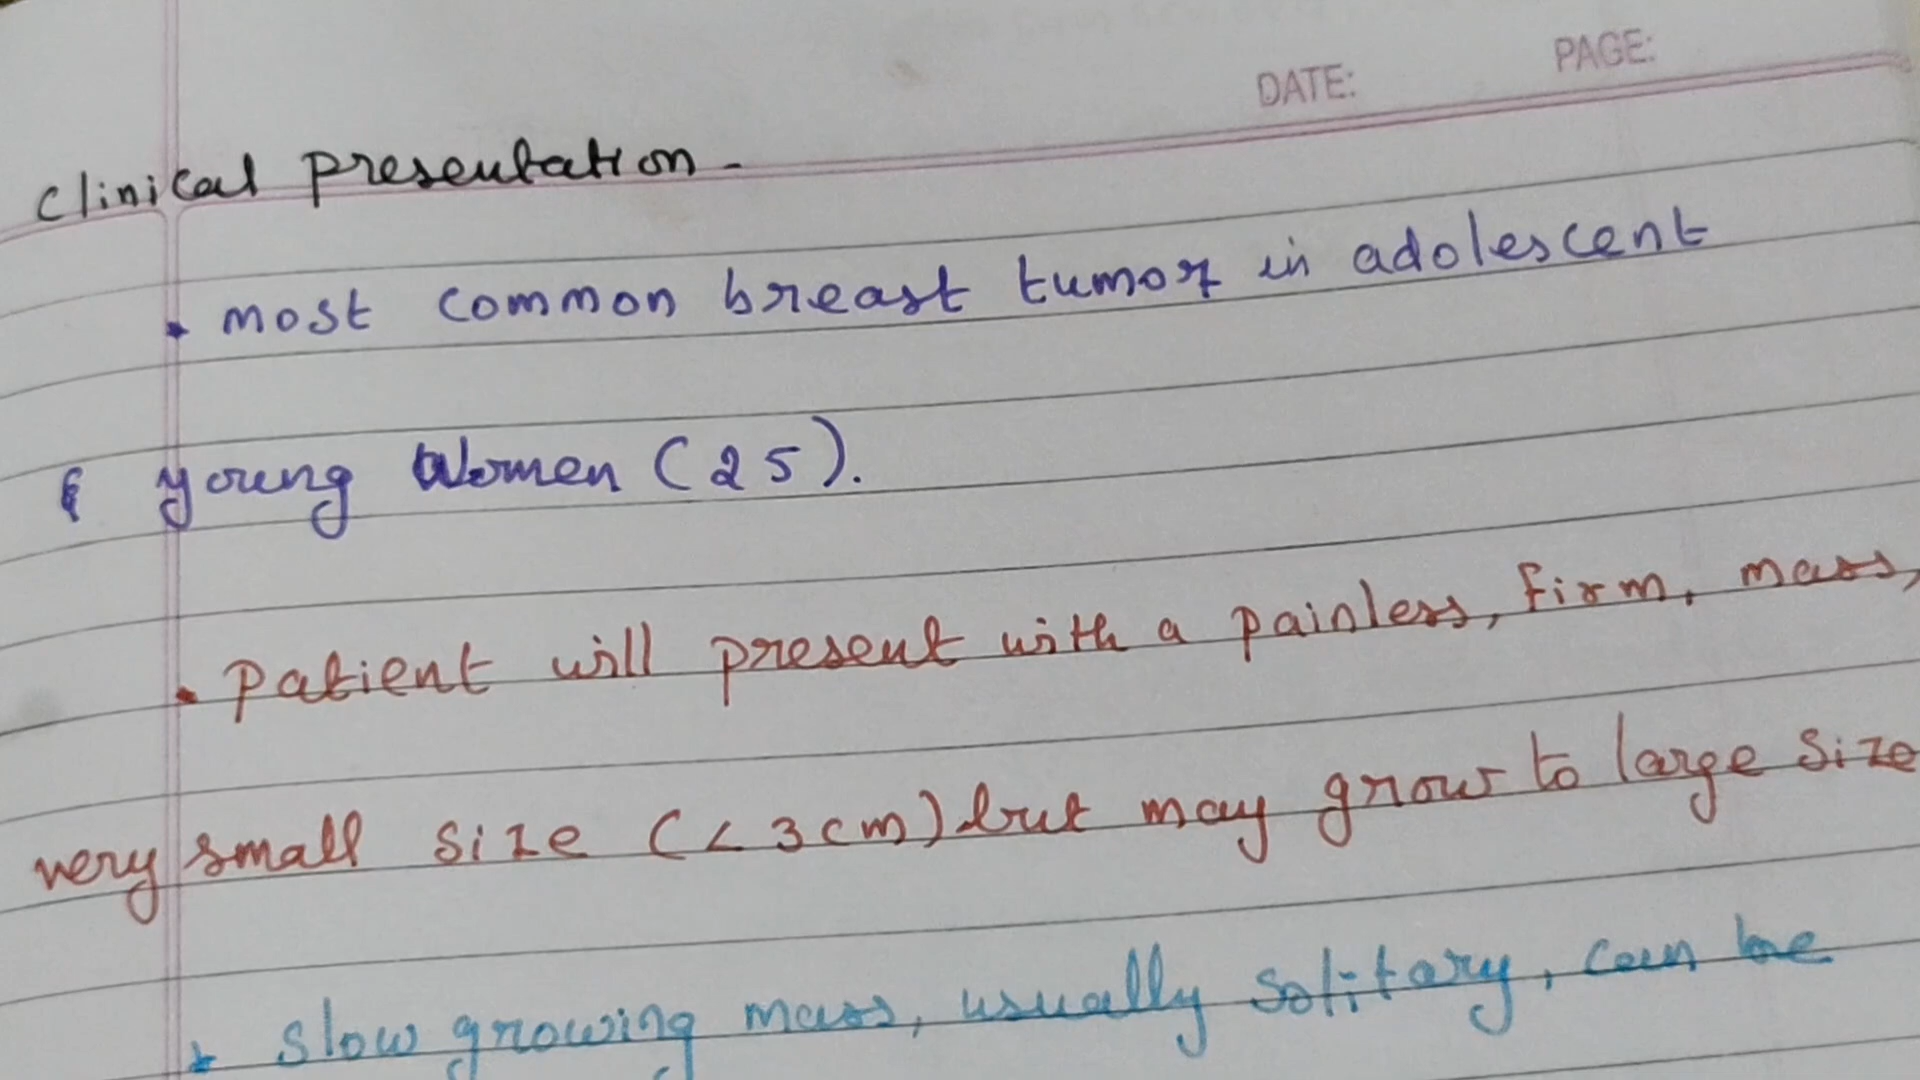 DATE: PAGE:
Clinical presentation -
• most common breast tumor in adolescent
& young Women (25).
• patient will present with a painless, firm, mass,
very small size (<3cm) but may grow to large size
• slow growing mass, usually solitary, can be